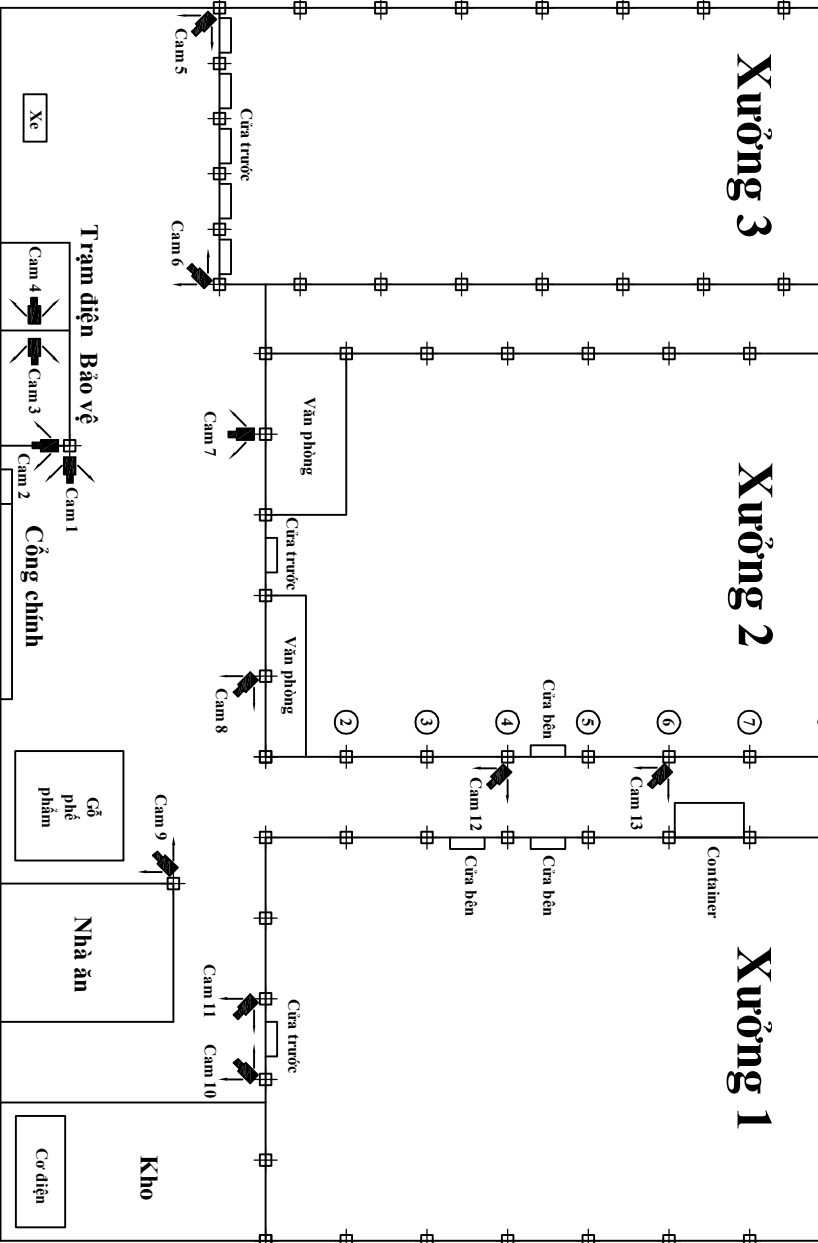 Xưởng 3
Cam 5
Cửa trước
Xe
Cam 6
Trạm điện
Bảo vệ
Cam 4
Cam 3
Cam 2
Cam 1
Cổng chính
Xưởng 2
Văn phòng
Cam 7
Cửa trước
Văn phòng
Cam 8
2
3
4
5
6
7
Cửa bên
Cam 12
Cam 13
Container
Cửa bên
Cửa bên
Gỗ
phế
phẩm
Cam 9
Nhà ăn
Xưởng 1
Cam 11
Cửa trước
Cam 10
Kho
Cơ điện